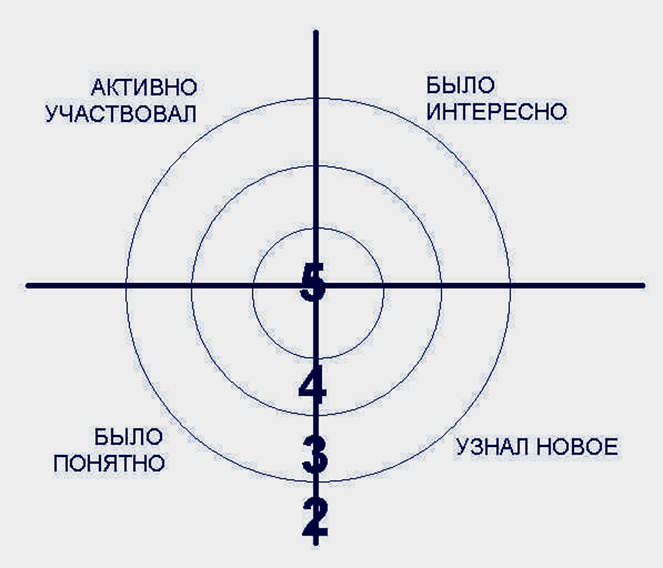 АКТИВНО
УЧАСТВОВАЛ
БЫЛО
ИНТЕРЕСНО
5
4
3
2
БЫЛО
ПОНЯТНО
УЗНАЛ НОВОЕ